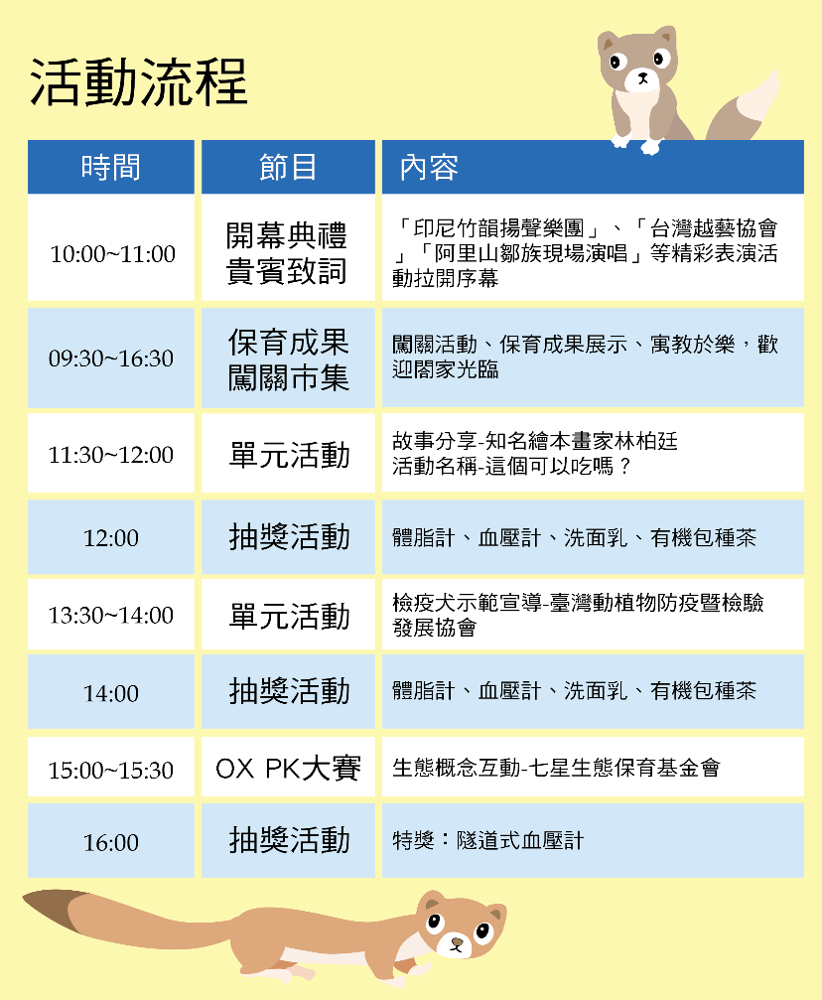 活動流程
時間 節目 內容
10:00~11:00
開幕典禮
貴賓致詞
「印尼竹韻揚聲樂團」、「台灣越藝協會
」「阿里山鄒族現場演唱」等精彩表演活
動拉開序幕
09:30~16:30
保育成果
闖關市集
闖關活動、保育成果展示、寓教於樂，歡
迎閤家光臨
11:30~12:00
單元活動
故事分享-知名繪本畫家林柏廷
活動名稱-這個可以吃嗎？
12:00
抽獎活動
體脂計、血壓計、洗面乳、有機包種茶
13:30~14:00
單元活動
檢疫犬示範宣導-臺灣動植物防疫暨檢驗
發展協會
14:00
抽獎活動
體脂計、血壓計、洗面乳、有機包種茶
15:00~15:30
OX PK大賽
生態概念互動-七星生態保育基金會
16:00
抽獎活動
特獎：隧道式血壓計